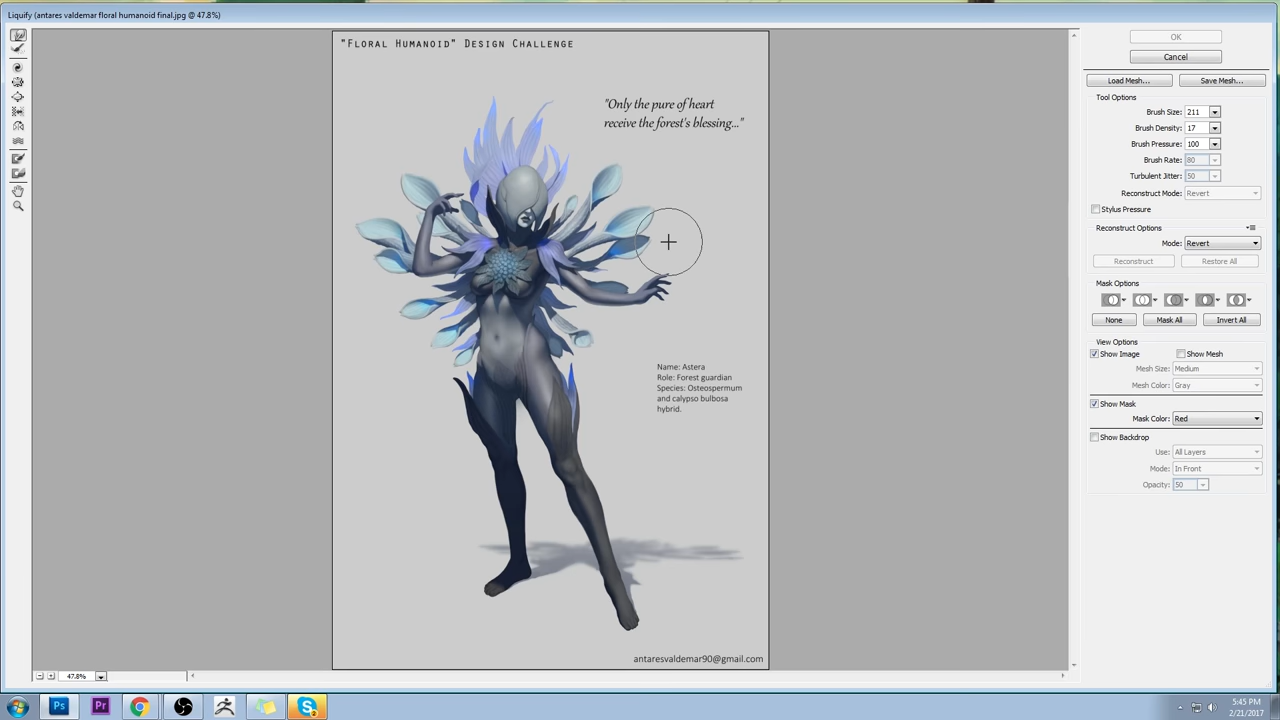 Liquify (antares valdemar floral humanoid final.jpg @ 47.8%)
"Floral Humanoid" Design Challenge
"Only the pure of heart
receive the forest's blessing..."
Name: Astera
Role: Forest guardian
Species: Osteospermum
and calypso bulbosa
hybrid.
antaresvaldemar90@gmail.com
47.8%
OK
Cancel
Load Mesh... Save Mesh...
Tool Options
Brush Size: 211
Brush Density: 17
Brush Pressure: 100
Brush Rate: 80
Turbulent Jitter: 50
Reconstruct Mode: Revert
Stylus Pressure
Reconstruct Options
Mode: Revert
Reconstruct Restore All
Mask Options
None Mask All Invert All
View Options
Show Image Show Mesh
Mesh Size: Medium
Mesh Color: Gray
Show Mask
Mask Color: Red
Show Backdrop
Use: All Layers
Mode: In Front
Opacity: 50
Ps Pr S
5:45 PM
2/21/2017